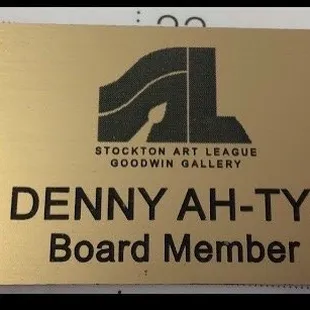 STOCKTON ART LEAGUE
GOODWIN GALLERY
DENNY AH-TY
Board Member